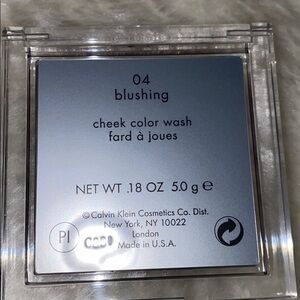 04
blushing
cheek color wash
fard à joues
NET WT .18 OZ 5.0 g ℮
©Calvin Klein Cosmetics Co. Dist.
New York, NY 10022
London
Made in U.S.A.
PI